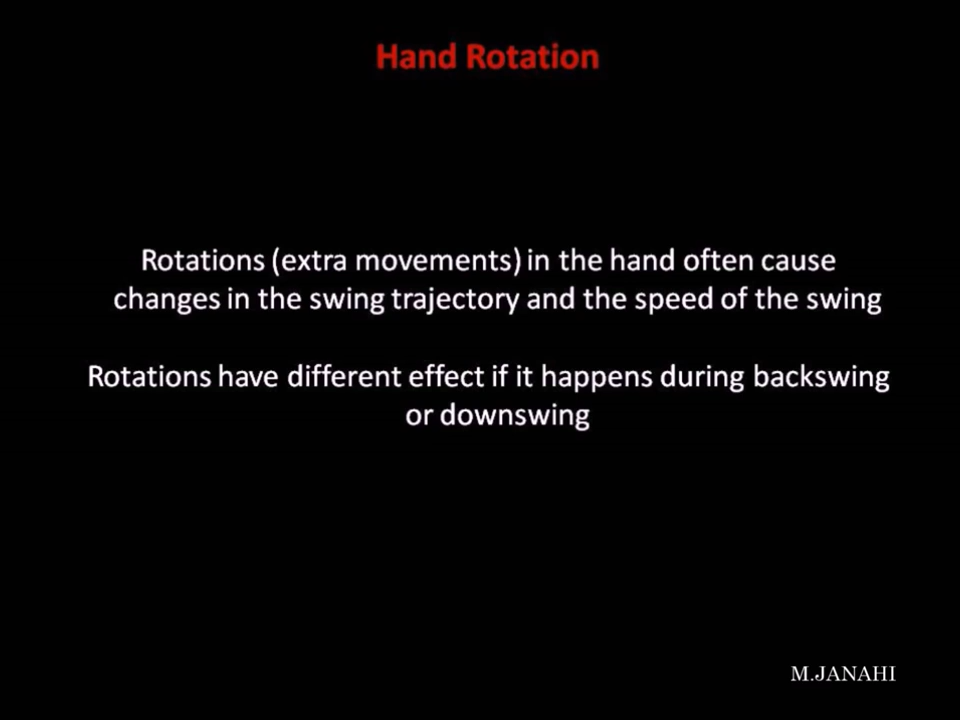 Hand Rotation
Rotations (extra movements) in the hand often cause
changes in the swing trajectory and the speed of the swing
Rotations have different effect if it happens during backswing
or downswing
M.JANAHI